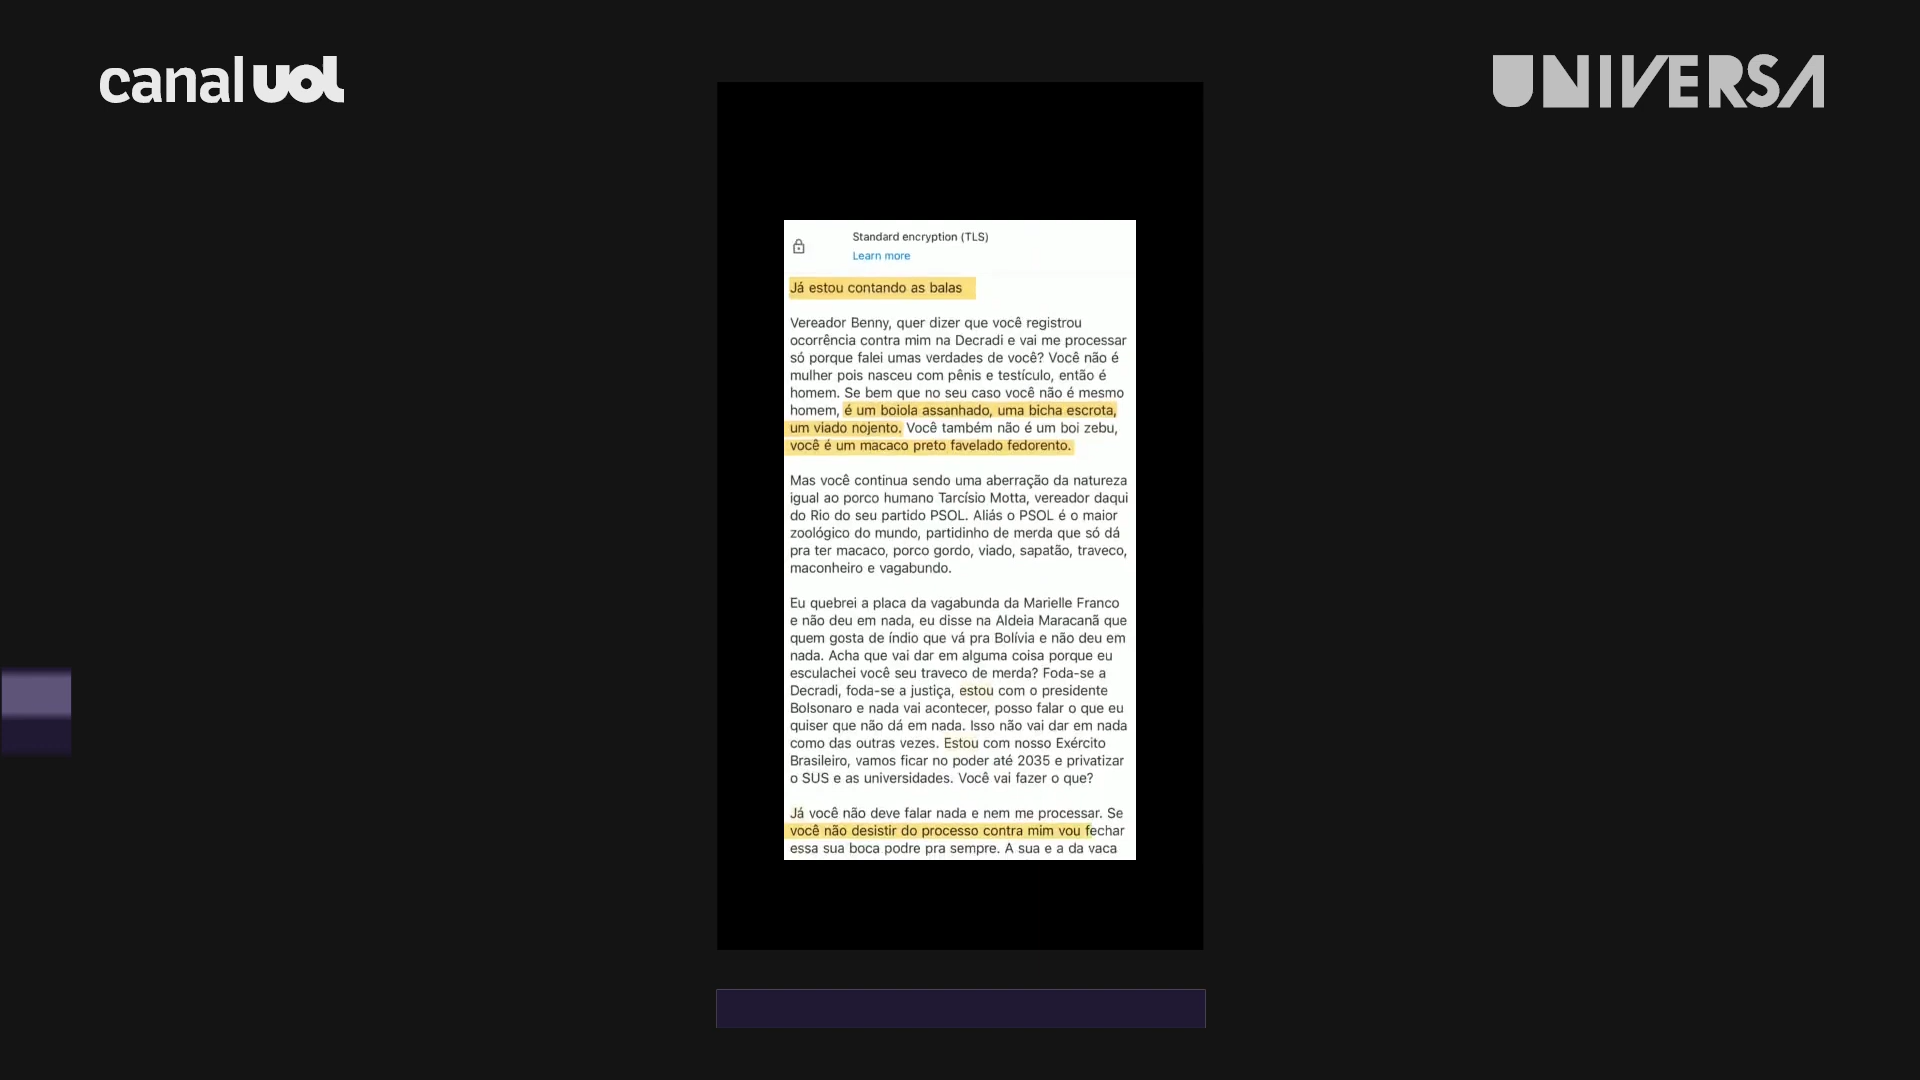 canal uol
UNIVERSA
Standard encryption (TLS)
Learn more
Já estou contando as balas
Vereador Benny, quer dizer que você registrou
ocorrência contra mim na Decradi e vai me processar
só porque falei umas verdades de você? Você não é
mulher pois nasceu com pênis e testículo, então é
homem. Se bem que no seu caso você não é mesmo
homem, é um boiola assanhado, uma bicha escrota,
um viado nojento. Você também não é um boi zebu,
você é um macaco preto favelado fedorento.
Mas você continua sendo uma aberração da natureza
igual ao porco humano Tarcísio Motta, vereador daqui
do Rio do seu partido PSOL. Aliás o PSOL é o maior
zoológico do mundo, partidinho de merda que só dá
pra ter macaco, porco gordo, viado, sapatão, traveco,
maconheiro e vagabundo.
Eu quebrei a placa da vagabunda da Marielle Franco
e não deu em nada, eu disse na Aldeia Maracanã que
quem gosta de índio que vá pra Bolívia e não deu em
nada. Acha que vai dar em alguma coisa porque eu
esculachei você seu traveco de merda? Foda-se a
Decradi, foda-se a justiça, estou com o presidente
Bolsonaro e nada vai acontecer, posso falar o que eu
quiser que não dá em nada. Isso não vai dar em nada
como das outras vezes. Estou com nosso Exército
Brasileiro, vamos ficar no poder até 2035 e privatizar
o SUS e as universidades. Você vai fazer o que?
Já você não deve falar nada e nem me processar. Se
você não desistir do processo contra mim vou fechar
essa sua boca podre pra sempre. A sua e a da vaca